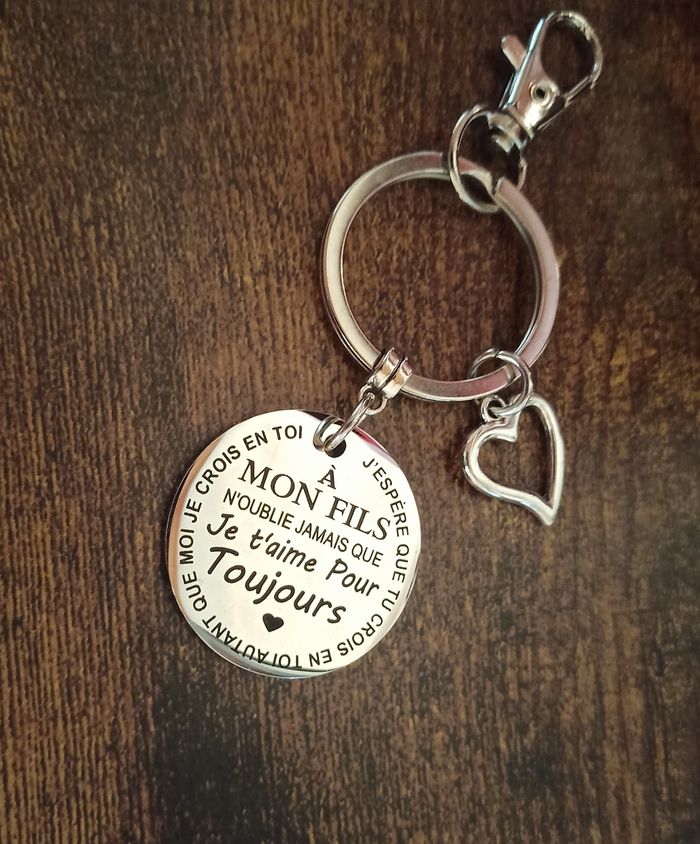 À
MON FILS
N'OUBLIE JAMAIS QUE
Je t'aime Pour
Toujours
J'ESPÈRE QUE TU CROIS EN TOI AUTANT QUE MOI JE CROIS EN TOI